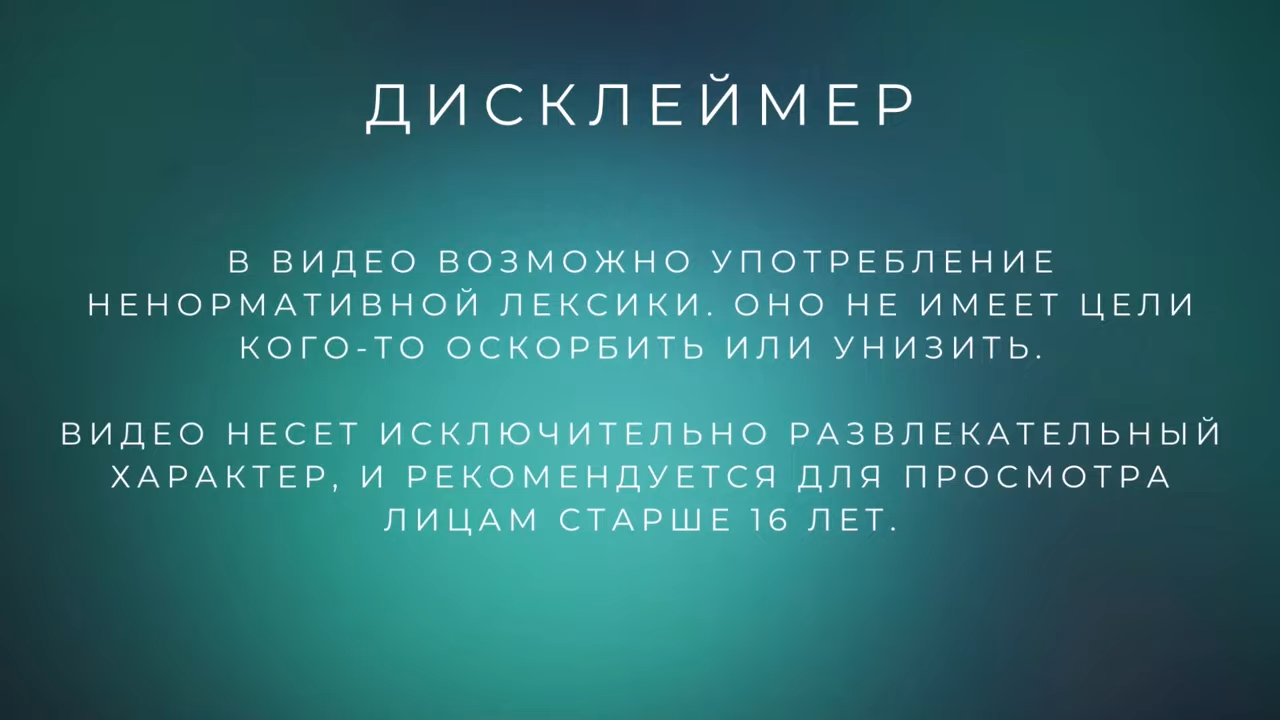 ДИСКЛЕЙМЕР
В ВИДЕО ВОЗМОЖНО УПОТРЕБЛЕНИЕ
НЕНОРМАТИВНОЙ ЛЕКСИКИ. ОНО НЕ ИМЕЕТ ЦЕЛИ
КОГО-ТО ОСКОРБИТЬ ИЛИ УНИЗИТЬ.
ВИДЕО НЕСЕТ ИСКЛЮЧИТЕЛЬНО РАЗВЛЕКАТЕЛЬНЫЙ
ХАРАКТЕР, И РЕКОМЕНДУЕТСЯ ДЛЯ ПРОСМОТРА
ЛИЦАМ СТАРШЕ 16 ЛЕТ.